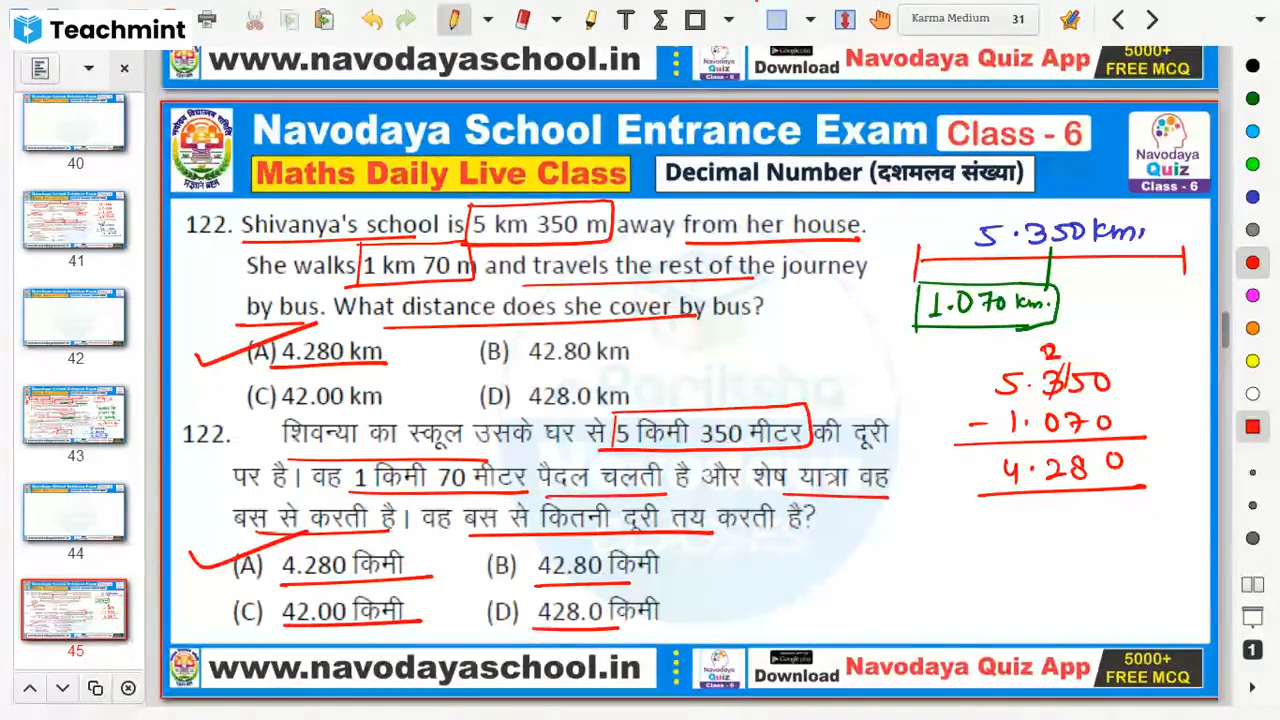 Teachmint
Karma Medium 31
www.navodayaschool.in
Navodaya Quiz
Download Navodaya Quiz App
5000+
FREE MCQ
40
41
42
43
44
45
Navodaya School Entrance Exam Class - 6
Maths Daily Live Class
Decimal Number (दशमलव संख्या)
Navodaya
Quiz
Class - 6
122. Shivanya's school is 5 km 350 m away from her house.
She walks 1 km 70 m and travels the rest of the journey
by bus. What distance does she cover by bus?
(A) 4.280 km (B) 42.80 km
(C) 42.00 km (D) 428.0 km
122. शिवन्या का स्कूल उसके घर से 5 किमी 350 मीटर की दूरी
पर है। वह 1 किमी 70 मीटर पैदल चलती है और शेष यात्रा वह
बस से करती है। वह बस से कितनी दूरी तय करती है?
(A) 4.280 किमी (B) 42.80 किमी
(C) 42.00 किमी (D) 428.0 किमी
5.350km.
1.070 km.
2
5.3150
- 1.070
4.280
www.navodayaschool.in
Download Navodaya Quiz App
5000+
FREE MCQ
1